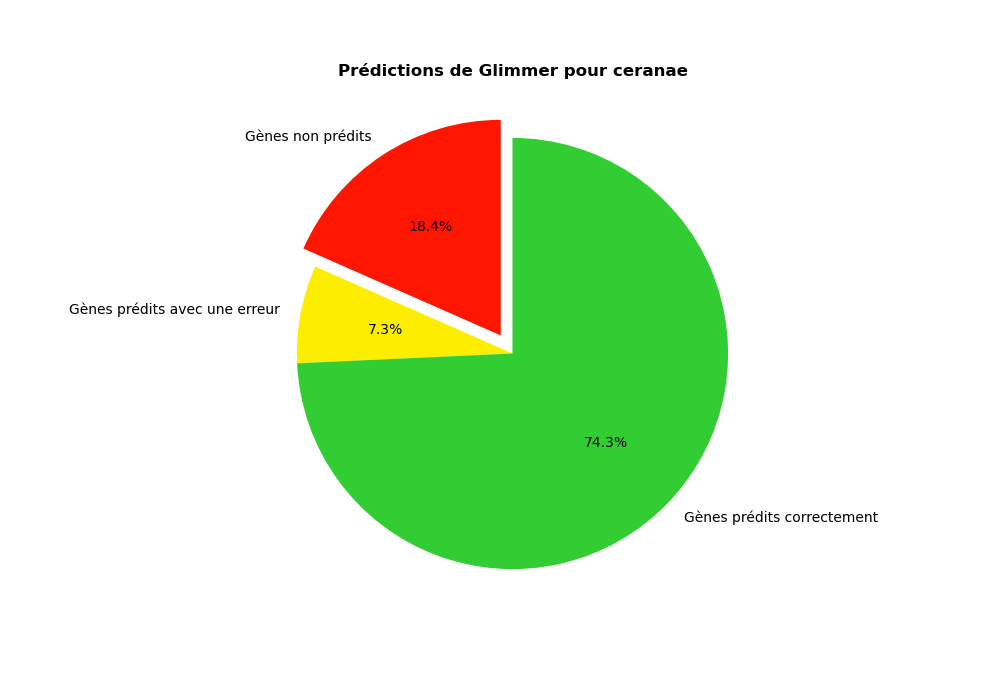 Prédictions de Glimmer pour ceranae
Gènes non prédits
18.4%
Gènes prédits avec une erreur
7.3%
74.3%
Gènes prédits correctement